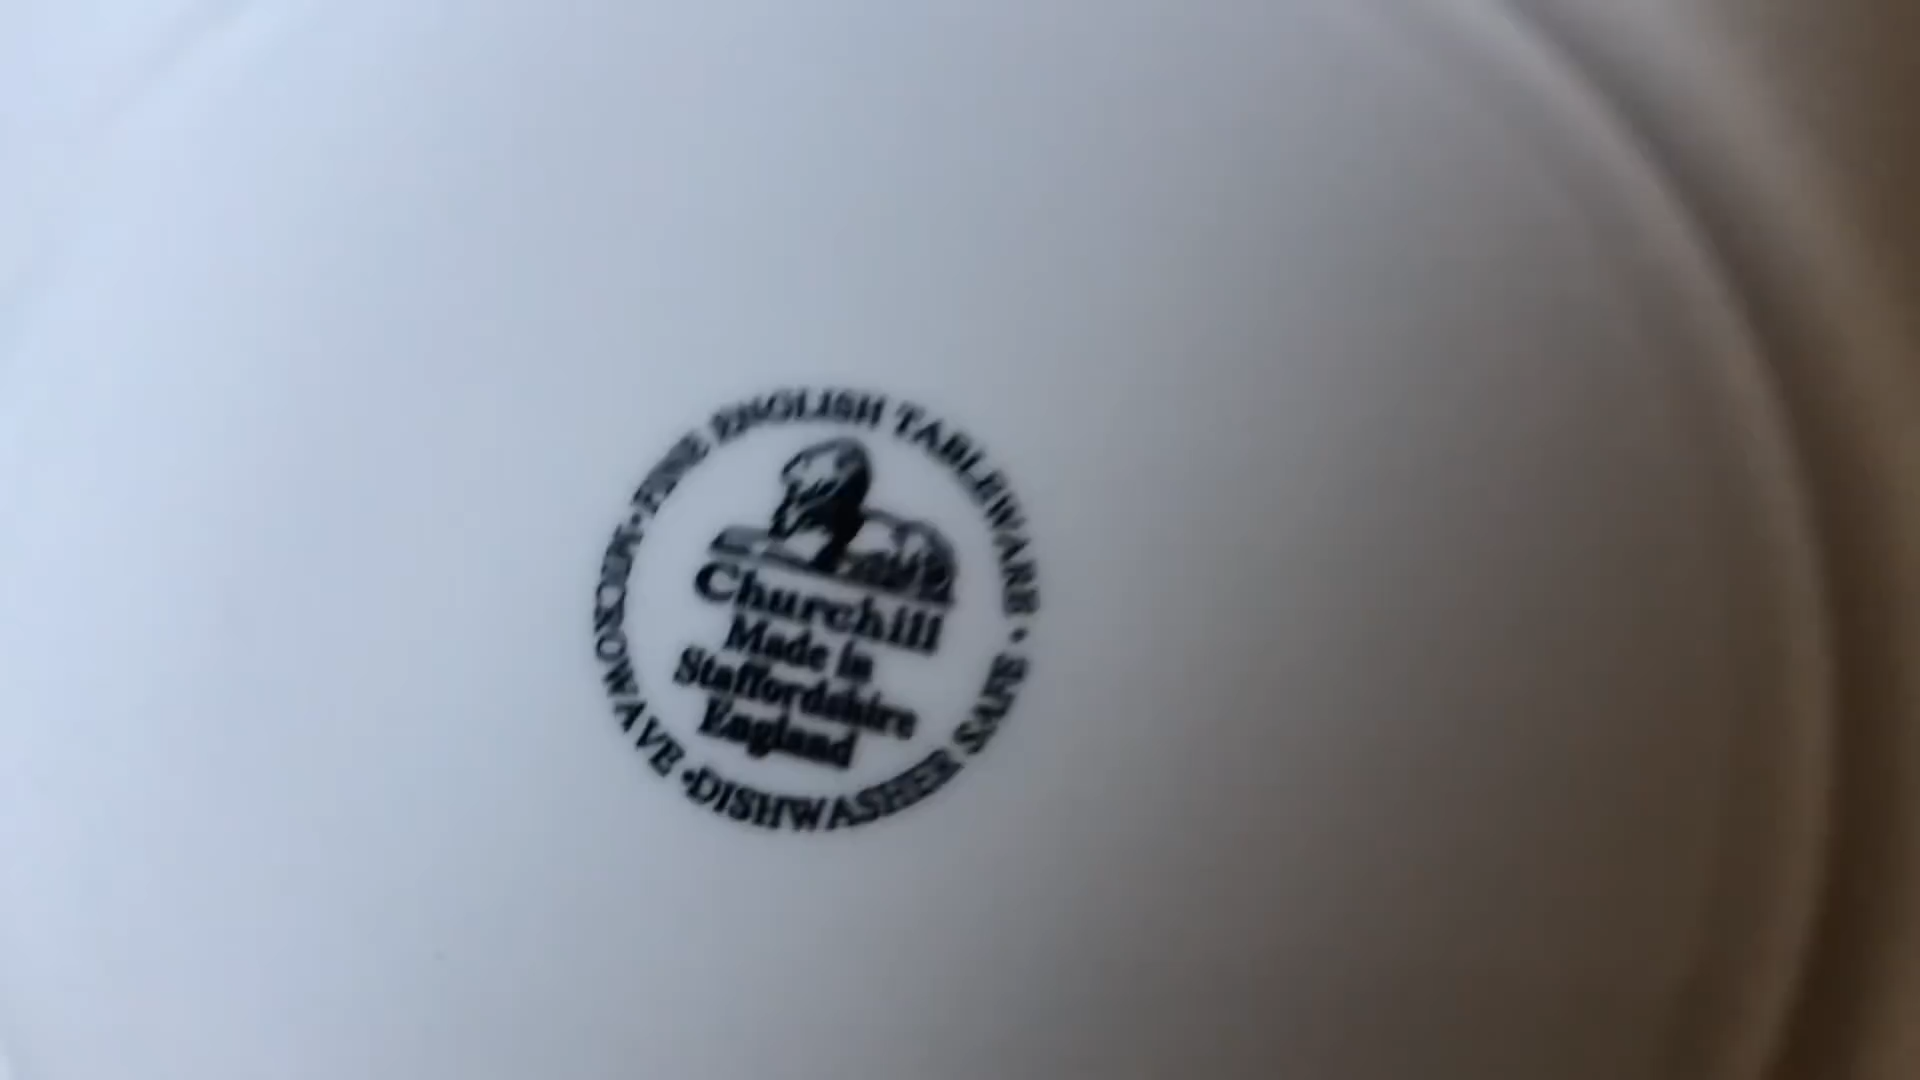 FINE ENGLISH TABLEWARE • DISHWASHER SAFE • MICROWAVE •
Churchill
Made in
Staffordshire
England